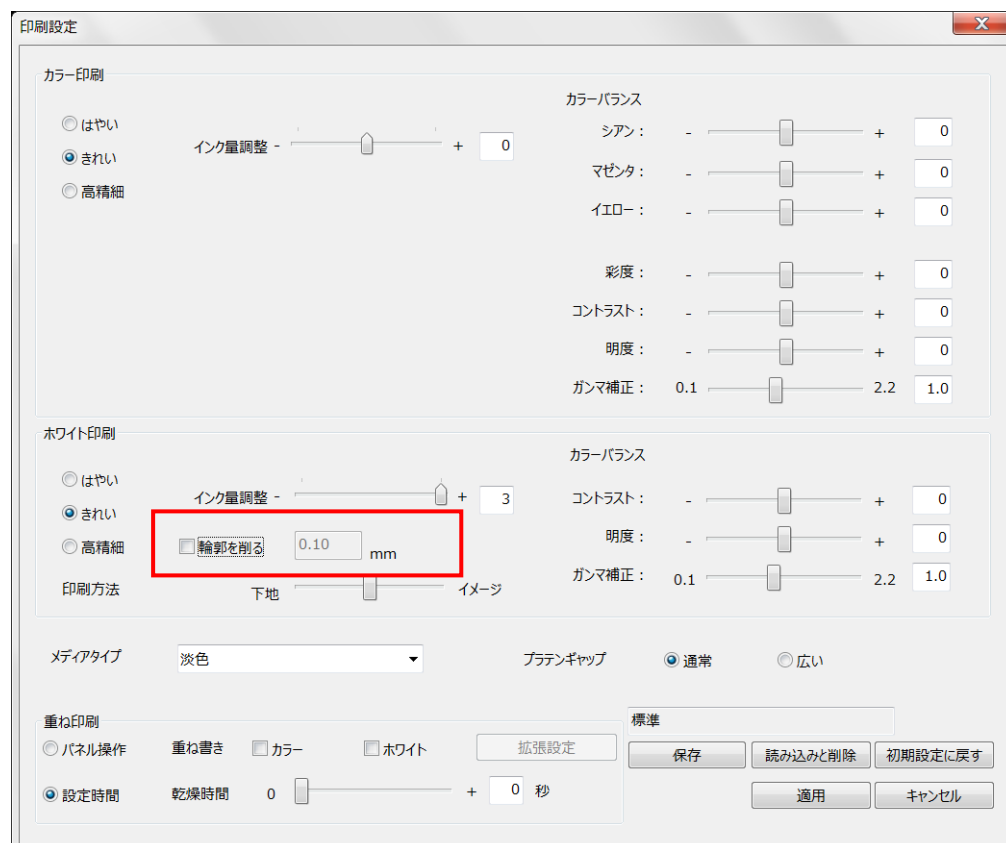 印刷設定
カラー印刷
はやい
きれい
高精細
インク量調整 - + 0
カラーバランス
シアン： - + 0
マゼンタ： - + 0
イエロー： - + 0
彩度： - + 0
コントラスト： - + 0
明度： - + 0
ガンマ補正： 0.1 2.2 1.0
ホワイト印刷
はやい
きれい
高精細
インク量調整 - + 3
輪郭を削る 0.10 mm
印刷方法 下地 イメージ
カラーバランス
コントラスト： - + 0
明度： - + 0
ガンマ補正： 0.1 2.2 1.0
メディアタイプ 淡色
プラテンギャップ 通常 広い
重ね印刷
パネル操作 重ね書き カラー ホワイト 拡張設定
設定時間 乾燥時間 0 + 0 秒
標準
保存 読み込みと削除 初期設定に戻す
適用 キャンセル